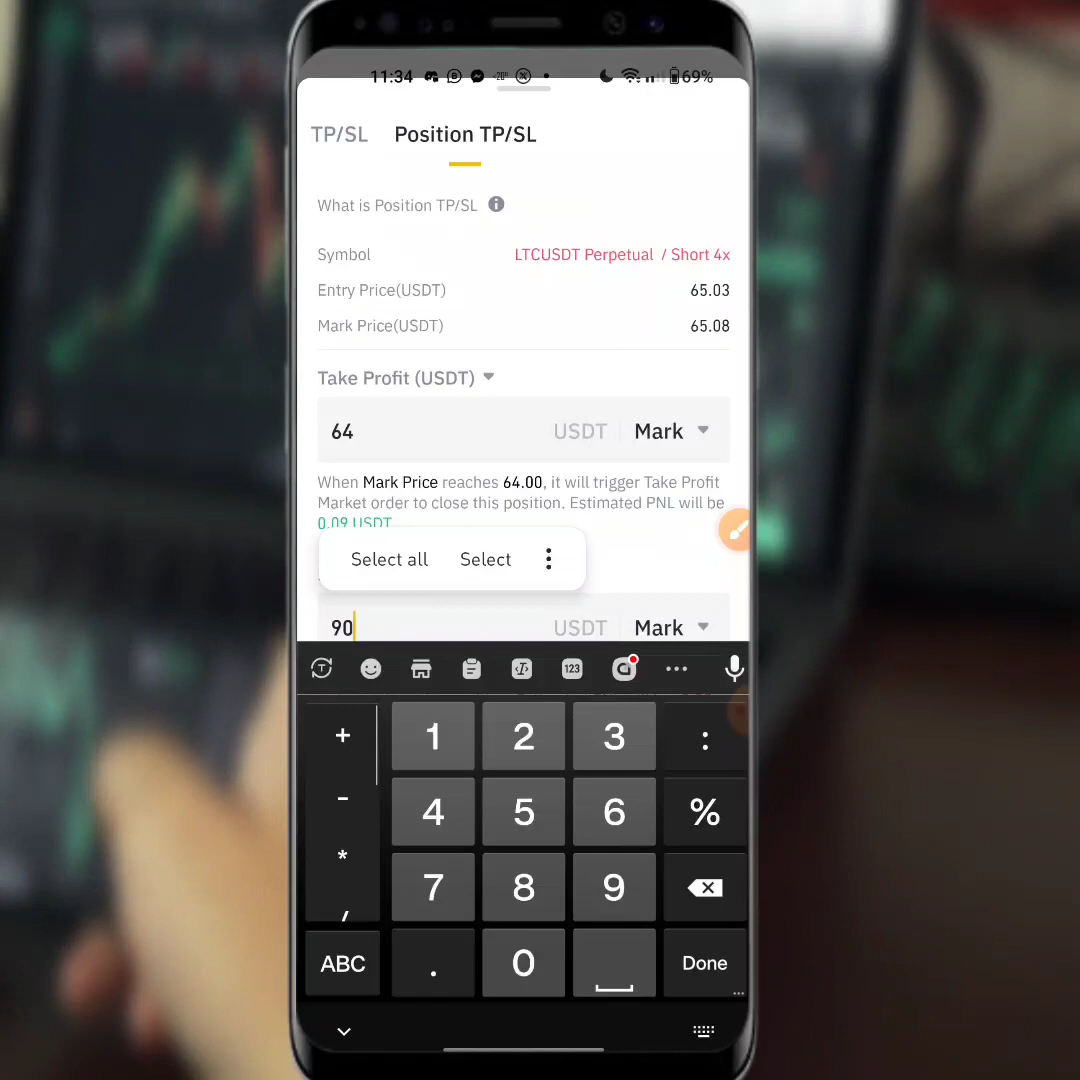 11:34 69%
TP/SL Position TP/SL
What is Position TP/SL
Symbol LTCUSDT Perpetual / Short 4x
Entry Price(USDT) 65.03
Mark Price(USDT) 65.08
Take Profit (USDT)
64 USDT Mark
When Mark Price reaches 64.00, it will trigger Take Profit
Market order to close this position. Estimated PNL will be
0.09 USDT
Select all Select
90 USDT Mark
123
+ 1 2 3 :
- 4 5 6 %
* 7 8 9
/
ABC . 0 Done